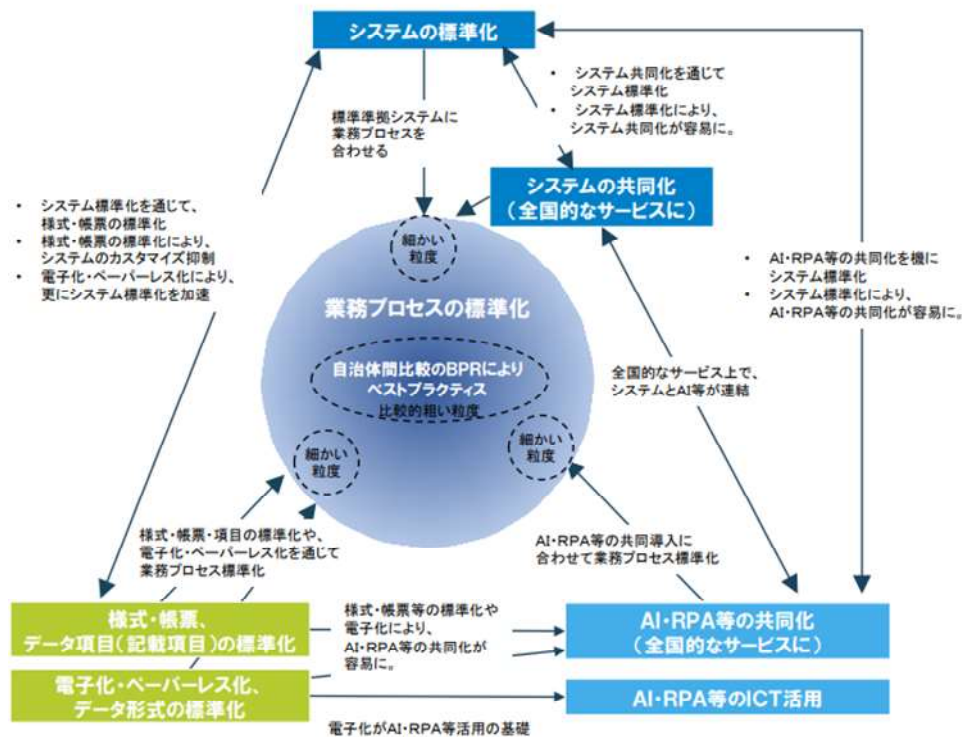 システムの標準化
・ システム共同化を通じて
システム標準化
・ システム標準化により、
システム共同化が容易に。
標準準拠システムに
業務プロセスを
合わせる
システムの共同化
(全国的なサービスに)
・ システム標準化を通じて、
様式・帳票の標準化
・ 様式・帳票の標準化により、
システムのカスタマイズ抑制
・ 電子化・ペーパーレス化により、
更にシステム標準化を加速
細かい
粒度
・ AI・RPA等の共同化を機に
システム標準化
・ システム標準化により、
AI・RPA等の共同化が容易に。
業務プロセスの標準化
自治体間比較のBPRにより
ベストプラクティス
比較的粗い粒度
全国的なサービス上で、
システムとAI等が連結
細かい
粒度
細かい
粒度
様式・帳票・項目の標準化や、
電子化・ペーパーレス化を通じて
業務プロセス標準化
AI・RPA等の共同導入に
合わせて業務プロセス標準化
様式・帳票、
データ項目(記載項目)の標準化
様式・帳票等の標準化や
電子化により、
AI・RPA等の共同化が
容易に。
AI・RPA等の共同化
(全国的なサービスに)
電子化・ペーパーレス化、
データ形式の標準化
AI・RPA等のICT活用
電子化がAI・RPA等活用の基礎